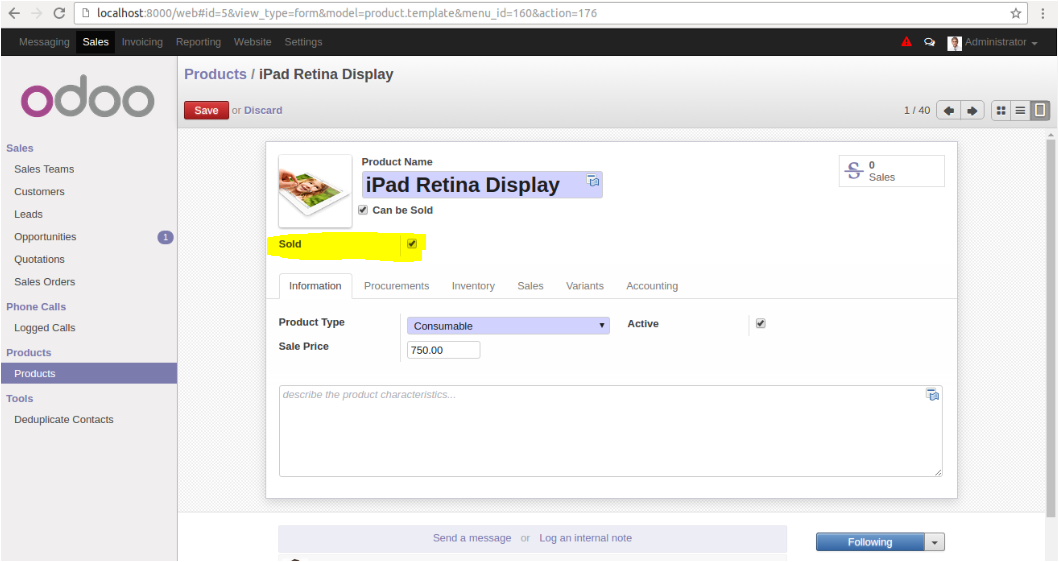 localhost:8000/web#id=5&view_type=form&model=product.template&menu_id=160&action=176
Messaging Sales Invoicing Reporting Website Settings Administrator
odoo
Products / iPad Retina Display
Save or Discard
1 / 40
Sales
Sales Teams
Customers
Leads
Opportunities 1
Quotations
Sales Orders
Phone Calls
Logged Calls
Products
Products
Tools
Deduplicate Contacts
Product Name
iPad Retina Display
Can be Sold
0
Sales
Sold
Information Procurements Inventory Sales Variants Accounting
Product Type Consumable Active
Sale Price 750.00
describe the product characteristics...
Send a message or Log an internal note
Following